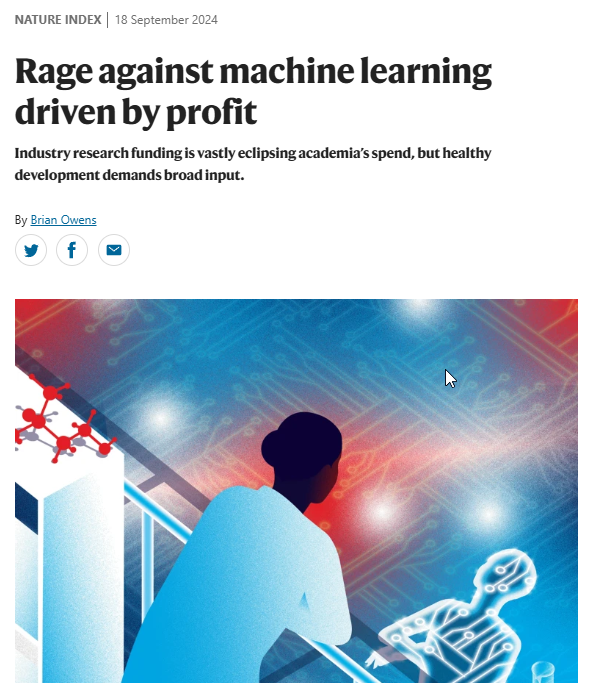 NATURE INDEX | 18 September 2024
Rage against machine learning
driven by profit
Industry research funding is vastly eclipsing academia's spend, but healthy
development demands broad input.
By Brian Owens